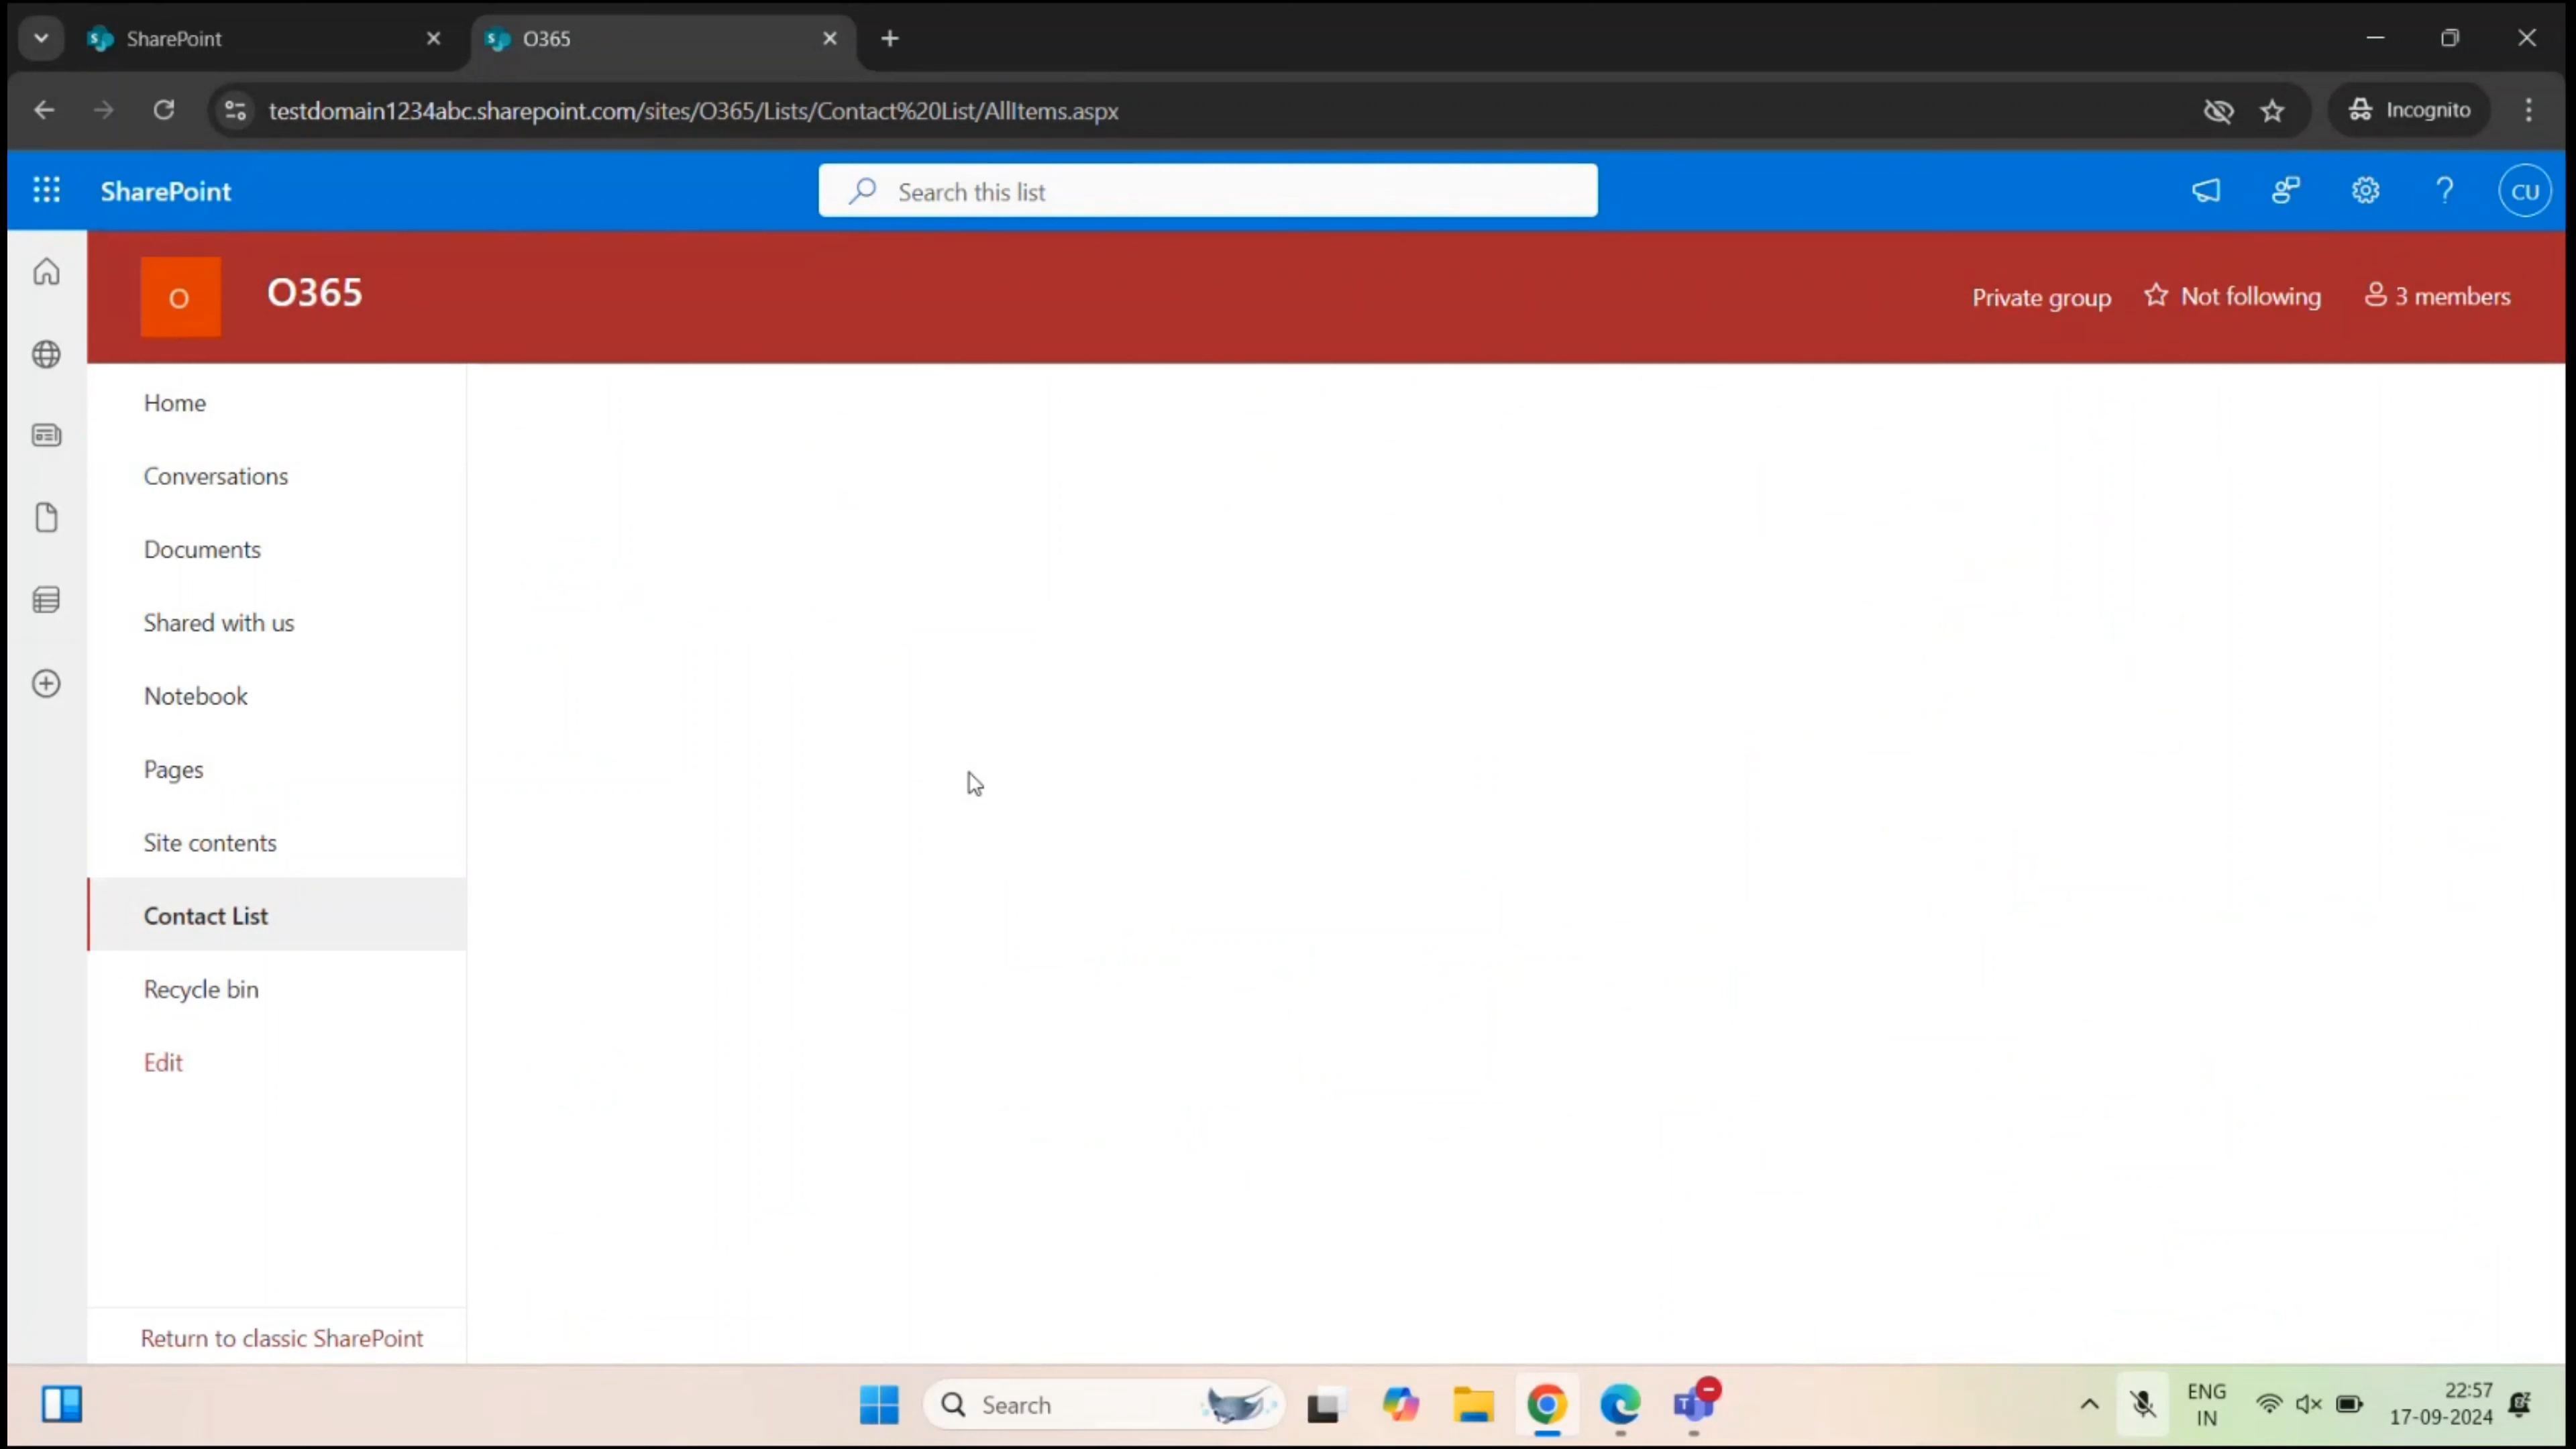 SharePoint
O365
testdomain1234abc.sharepoint.com/sites/O365/Lists/Contact%20List/AllItems.aspx
Incognito
SharePoint
Search this list
CU
O
O365
Private group
Not following
3 members
Home
Conversations
Documents
Shared with us
Notebook
Pages
Site contents
Contact List
Recycle bin
Edit
Return to classic SharePoint
Search
ENG
IN
22:57
17-09-2024